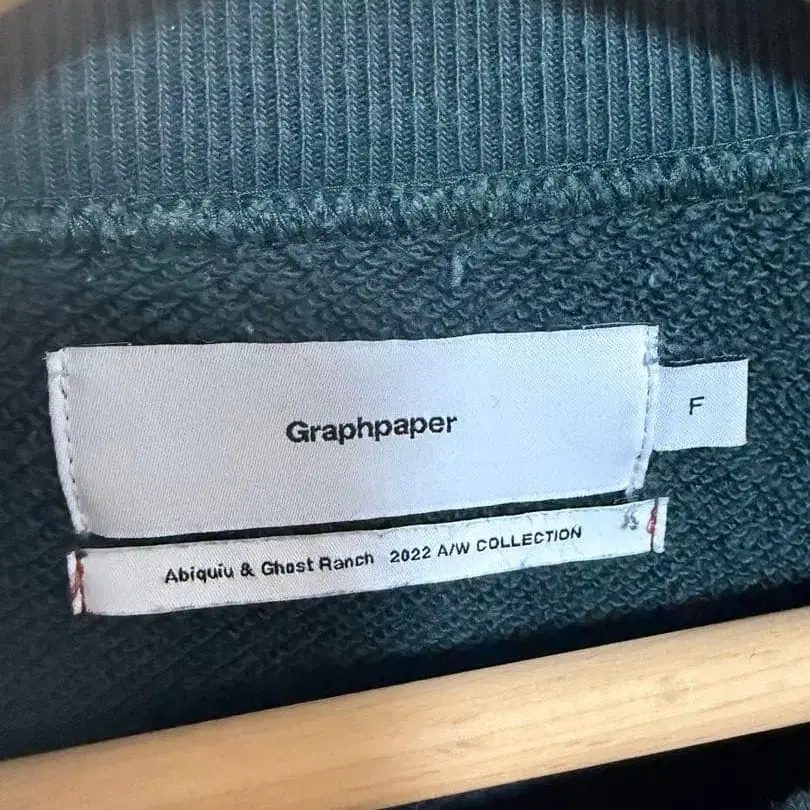 Graphpaper
F
Abiquiu & Ghost Ranch 2022 A/W COLLECTION